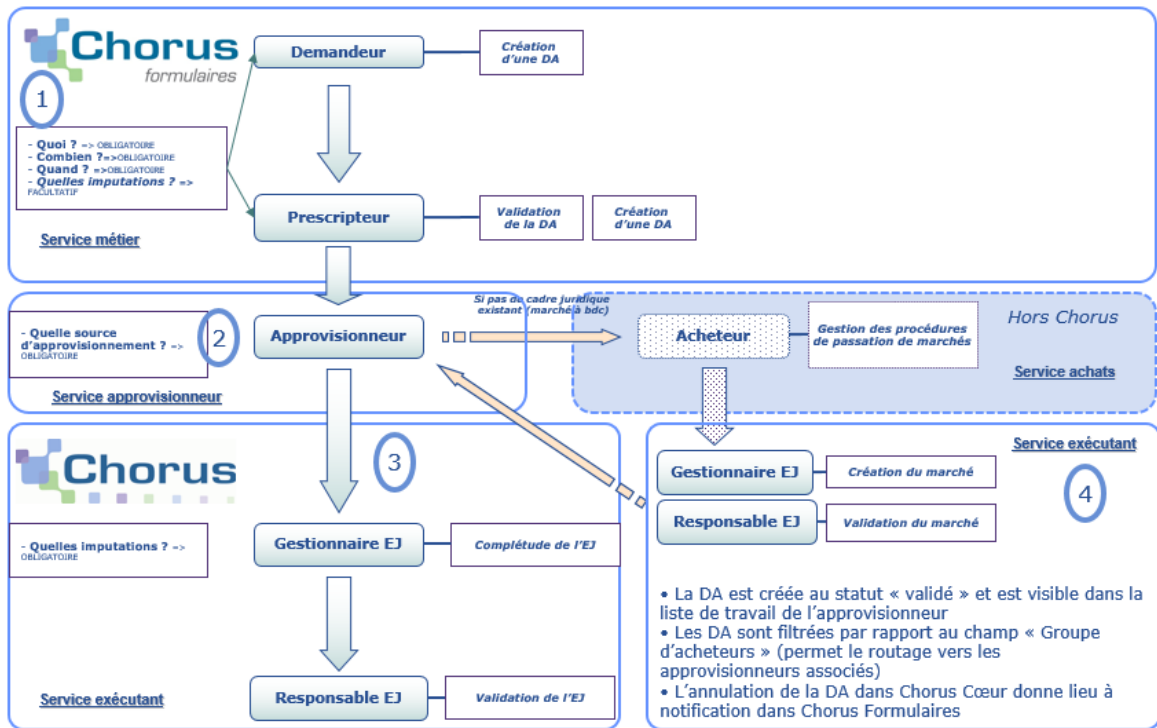 Chorus
formulaires
1
Demandeur
Création
d'une DA
- Quoi ? => OBLIGATOIRE
- Combien ?=>OBLIGATOIRE
- Quand ? =>OBLIGATOIRE
- Quelles imputations ? =>
FACULTATIF
Service métier
Prescripteur
Validation
de la DA
Création
d'une DA
- Quelle source
d'approvisionnement ? =>
OBLIGATOIRE
2
Service approvisionneur
Approvisionneur
Si pas de cadre juridique
existant (marché à bdc)
Acheteur
Gestion des procédures
de passation de marchés
Hors Chorus
Service achats
Chorus
3
- Quelles imputations ? =>
OBLIGATOIRE
Gestionnaire EJ
Complétude de l'EJ
Service exécutant
Responsable EJ
Validation de l'EJ
Service exécutant
4
Gestionnaire EJ
Création du marché
Responsable EJ
Validation du marché
• La DA est créée au statut « validé » et est visible dans la
liste de travail de l'approvisionneur
• Les DA sont filtrées par rapport au champ « Groupe
d'acheteurs » (permet le routage vers les
approvisionneurs associés)
• L'annulation de la DA dans Chorus Cœur donne lieu à
notification dans Chorus Formulaires